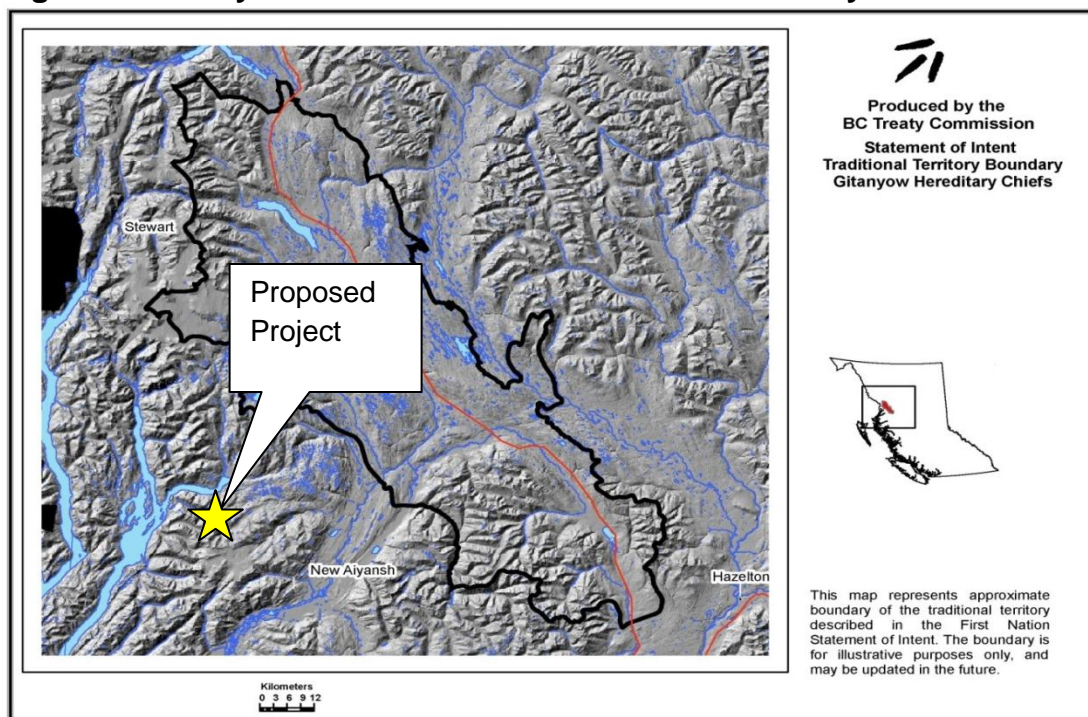 Produced by the
BC Treaty Commission
Statement of Intent
Traditional Territory Boundary
Gitanyow Hereditary Chiefs
Stewart
Proposed
Project
New Aiyansh
Hazelton
This map represents approximate
boundary of the traditional territory
described in the First Nation
Statement of Intent. The boundary is
for illustrative purposes only, and
may be updated in the future.
Kilometers
0 3 6 9 12